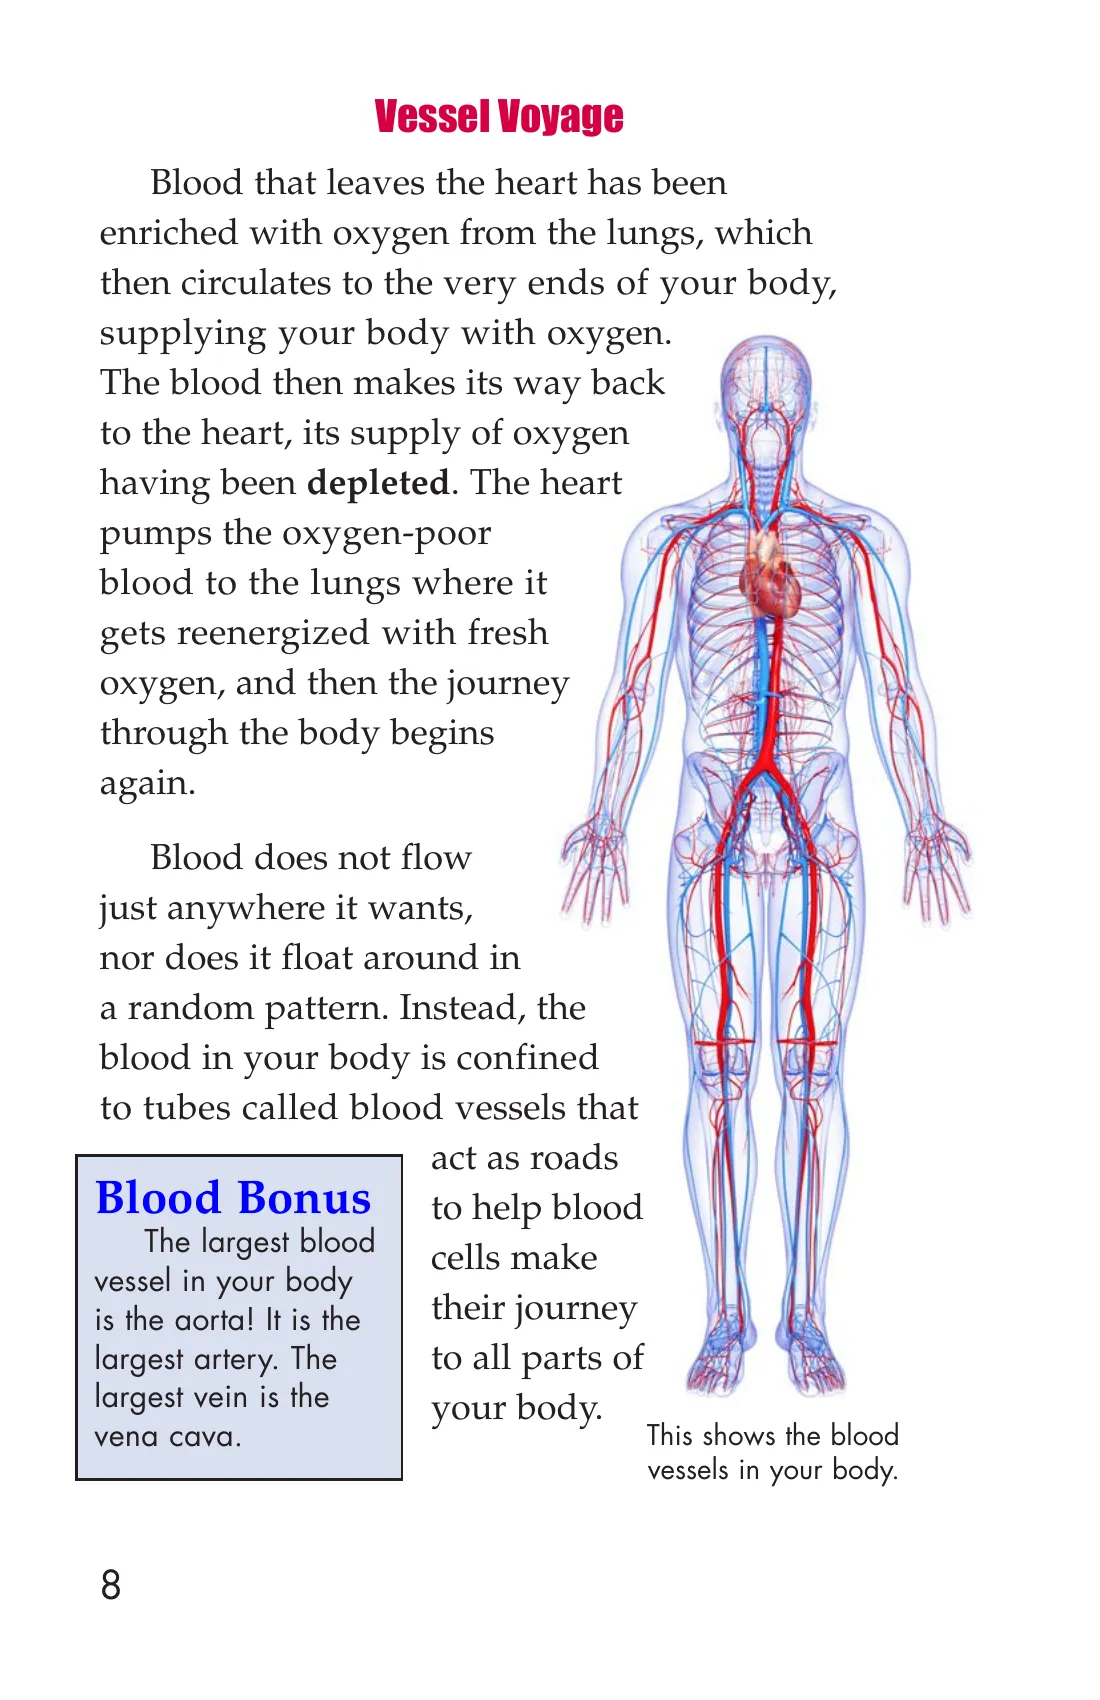 Vessel Voyage
Blood that leaves the heart has been
enriched with oxygen from the lungs, which
then circulates to the very ends of your body,
supplying your body with oxygen.
The blood then makes its way back
to the heart, its supply of oxygen
having been depleted. The heart
pumps the oxygen-poor
blood to the lungs where it
gets reenergized with fresh
oxygen, and then the journey
through the body begins
again.
Blood does not flow
just anywhere it wants,
nor does it float around in
a random pattern. Instead, the
blood in your body is confined
to tubes called blood vessels that
act as roads
to help blood
cells make
their journey
to all parts of
your body.
Blood Bonus
The largest blood
vessel in your body
is the aorta! It is the
largest artery. The
largest vein is the
vena cava.
This shows the blood
vessels in your body.
8